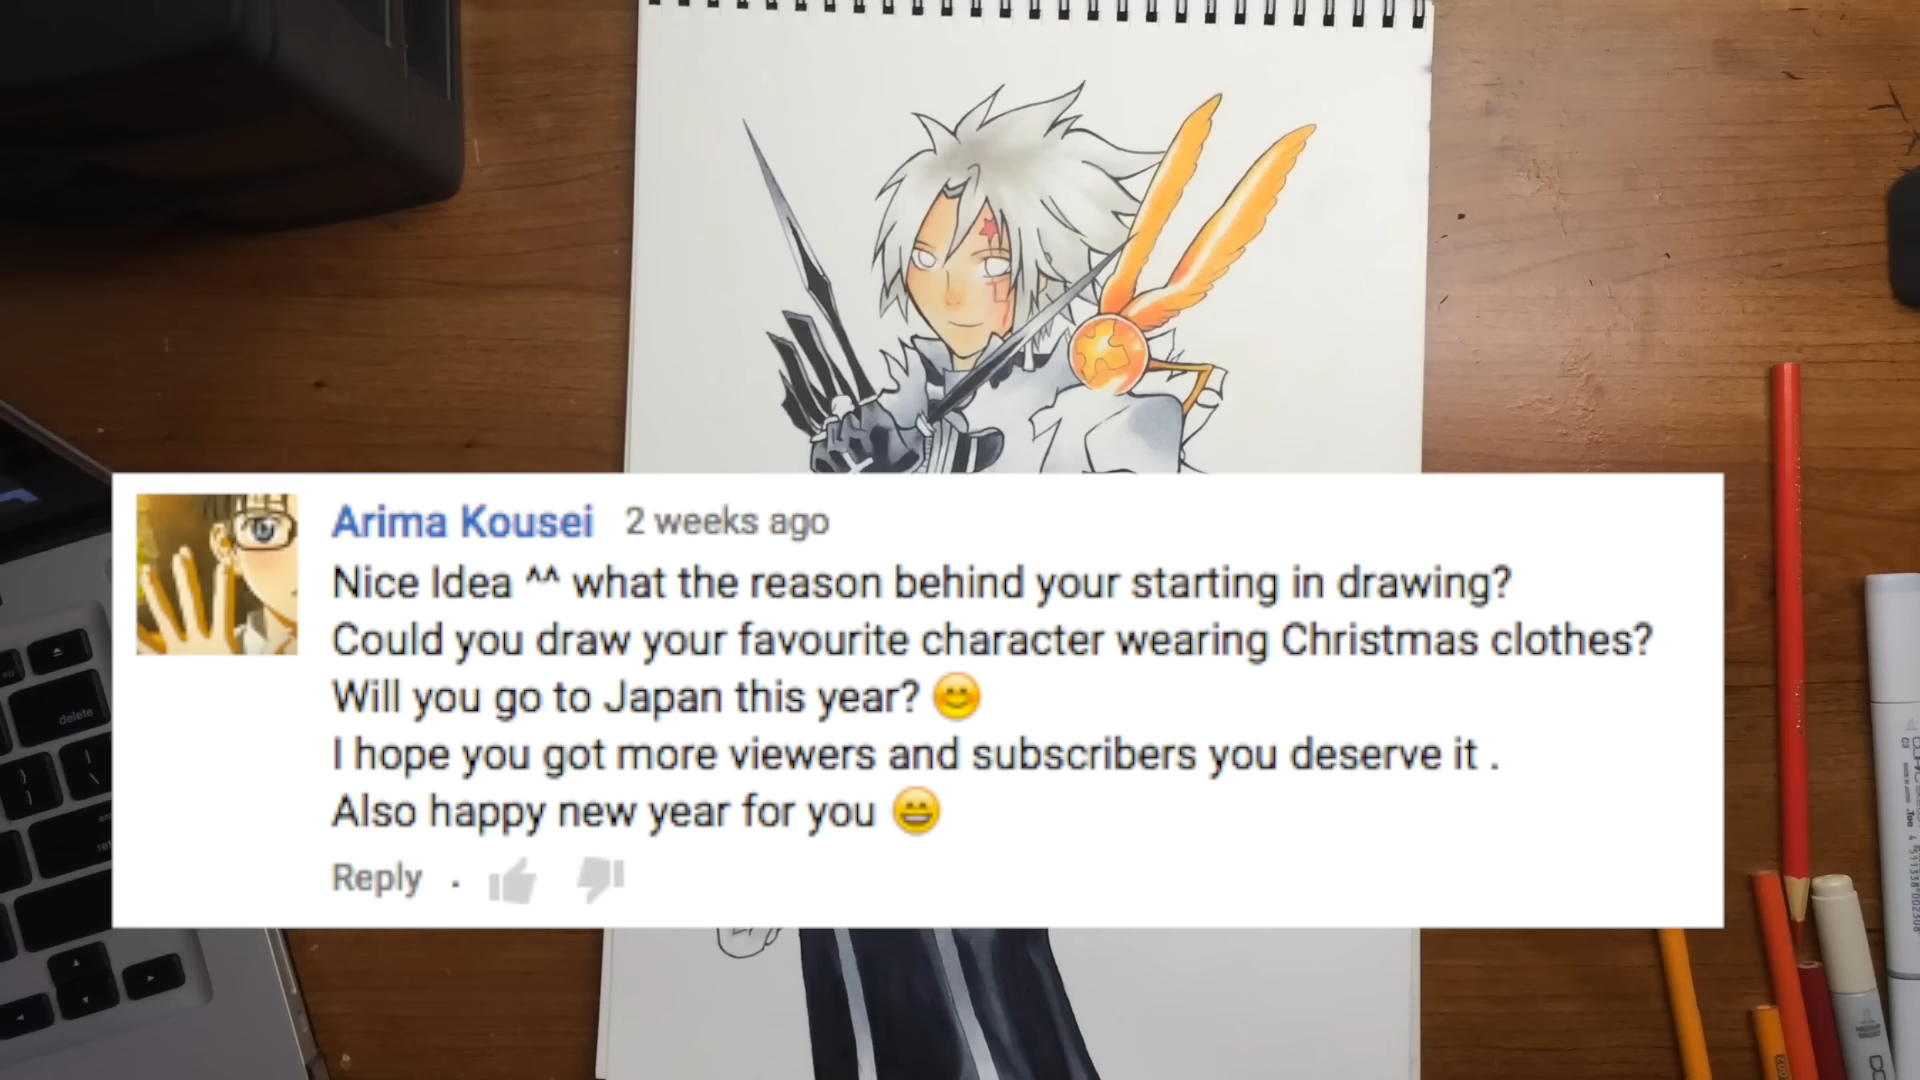 Arima Kousei 2 weeks ago
Nice Idea ^^ what the reason behind your starting in drawing?
Could you draw your favourite character wearing Christmas clothes?
Will you go to Japan this year? 😊
I hope you got more viewers and subscribers you deserve it .
Also happy new year for you 😄
Reply .
delete